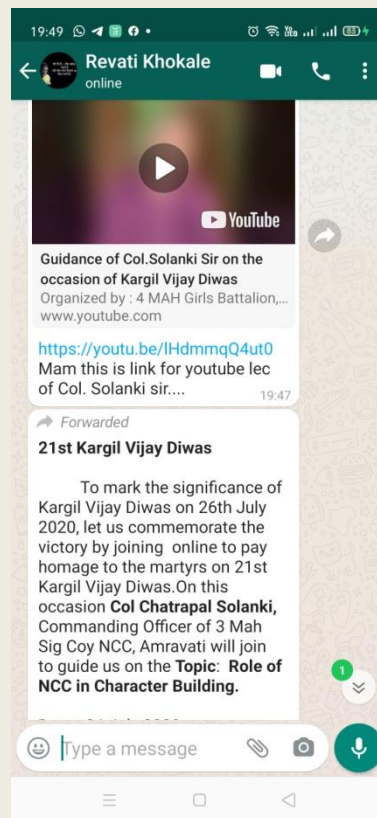 19:49
83
Revati Khokale
online
YouTube
Guidance of Col.Solanki Sir on the
occasion of Kargil Vijay Diwas
Organized by : 4 MAH Girls Battalion,...
www.youtube.com
https://youtu.be/lHdmmqQ4ut0
Mam this is link for youtube lec
of Col. Solanki sir....
19:47
Forwarded
21st Kargil Vijay Diwas
To mark the significance of
Kargil Vijay Diwas on 26th July
2020, let us commemorate the
victory by joining online to pay
homage to the martyrs on 21st
Kargil Vijay Diwas.On this
occasion Col Chatrapal Solanki,
Commanding Officer of 3 Mah
Sig Coy NCC, Amravati will join
to guide us on the Topic: Role of
NCC in Character Building.
1
Type a message